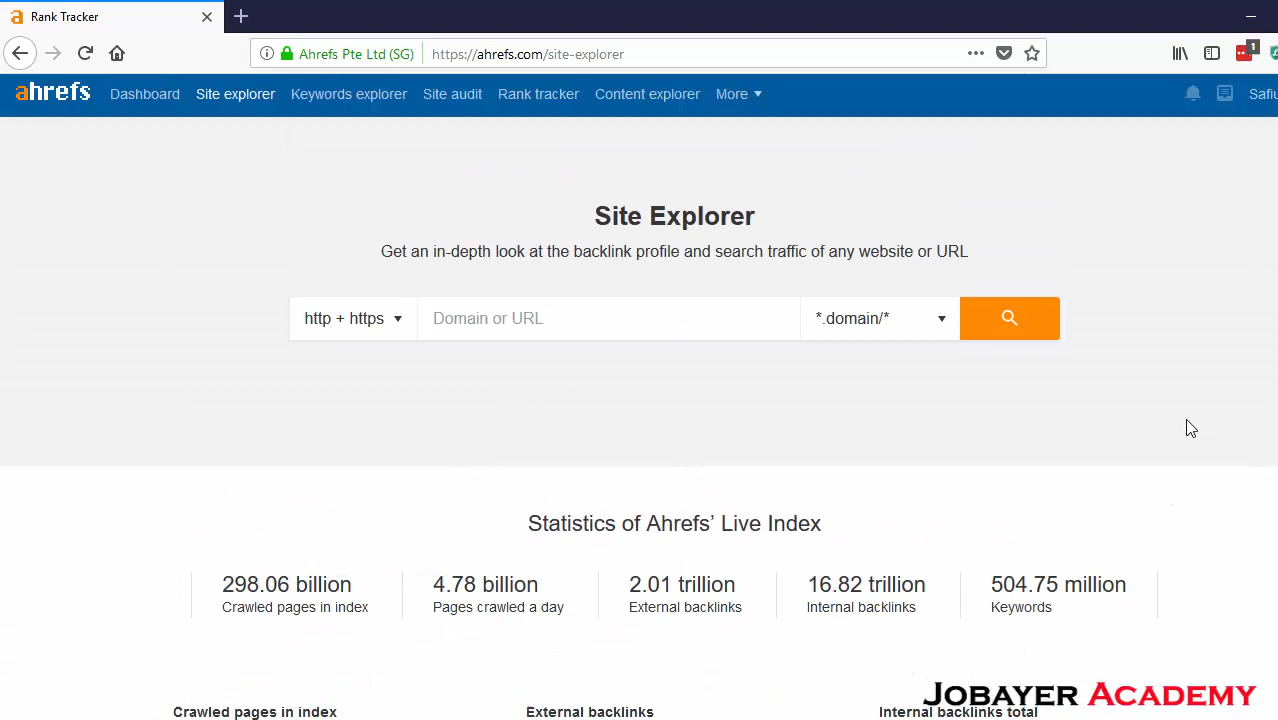 Rank Tracker
1
Ahrefs Pte Ltd (SG) https://ahrefs.com/site-explorer
ahrefs Dashboard Site explorer Keywords explorer Site audit Rank tracker Content explorer More Safiu
Site Explorer
Get an in-depth look at the backlink profile and search traffic of any website or URL
http + https Domain or URL *.domain/*
Statistics of Ahrefs’ Live Index
298.06 billion 4.78 billion 2.01 trillion 16.82 trillion 504.75 million
Crawled pages in index Pages crawled a day External backlinks Internal backlinks Keywords
JOBAYER ACADEMY
Crawled pages in index External backlinks Internal backlinks total